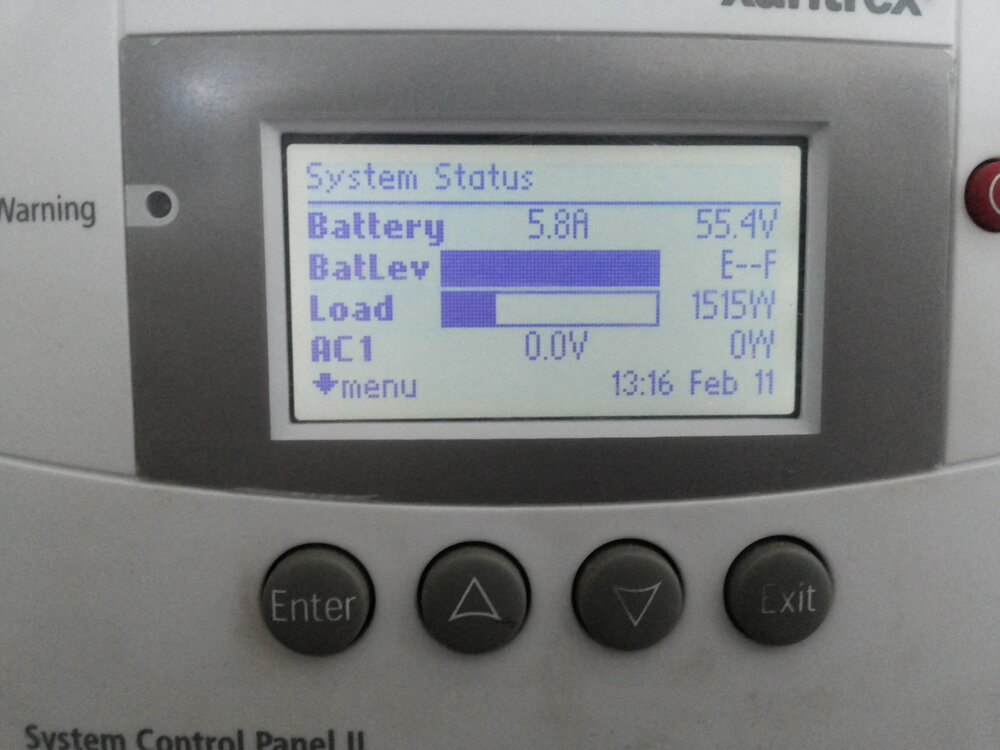 xantrex
Warning
System Status
Battery 5.8A 55.4V
BatLev E--F
Load 1515W
AC1 0.0V 0W
menu 13:16 Feb 11
Enter
Exit
System Control Panel II